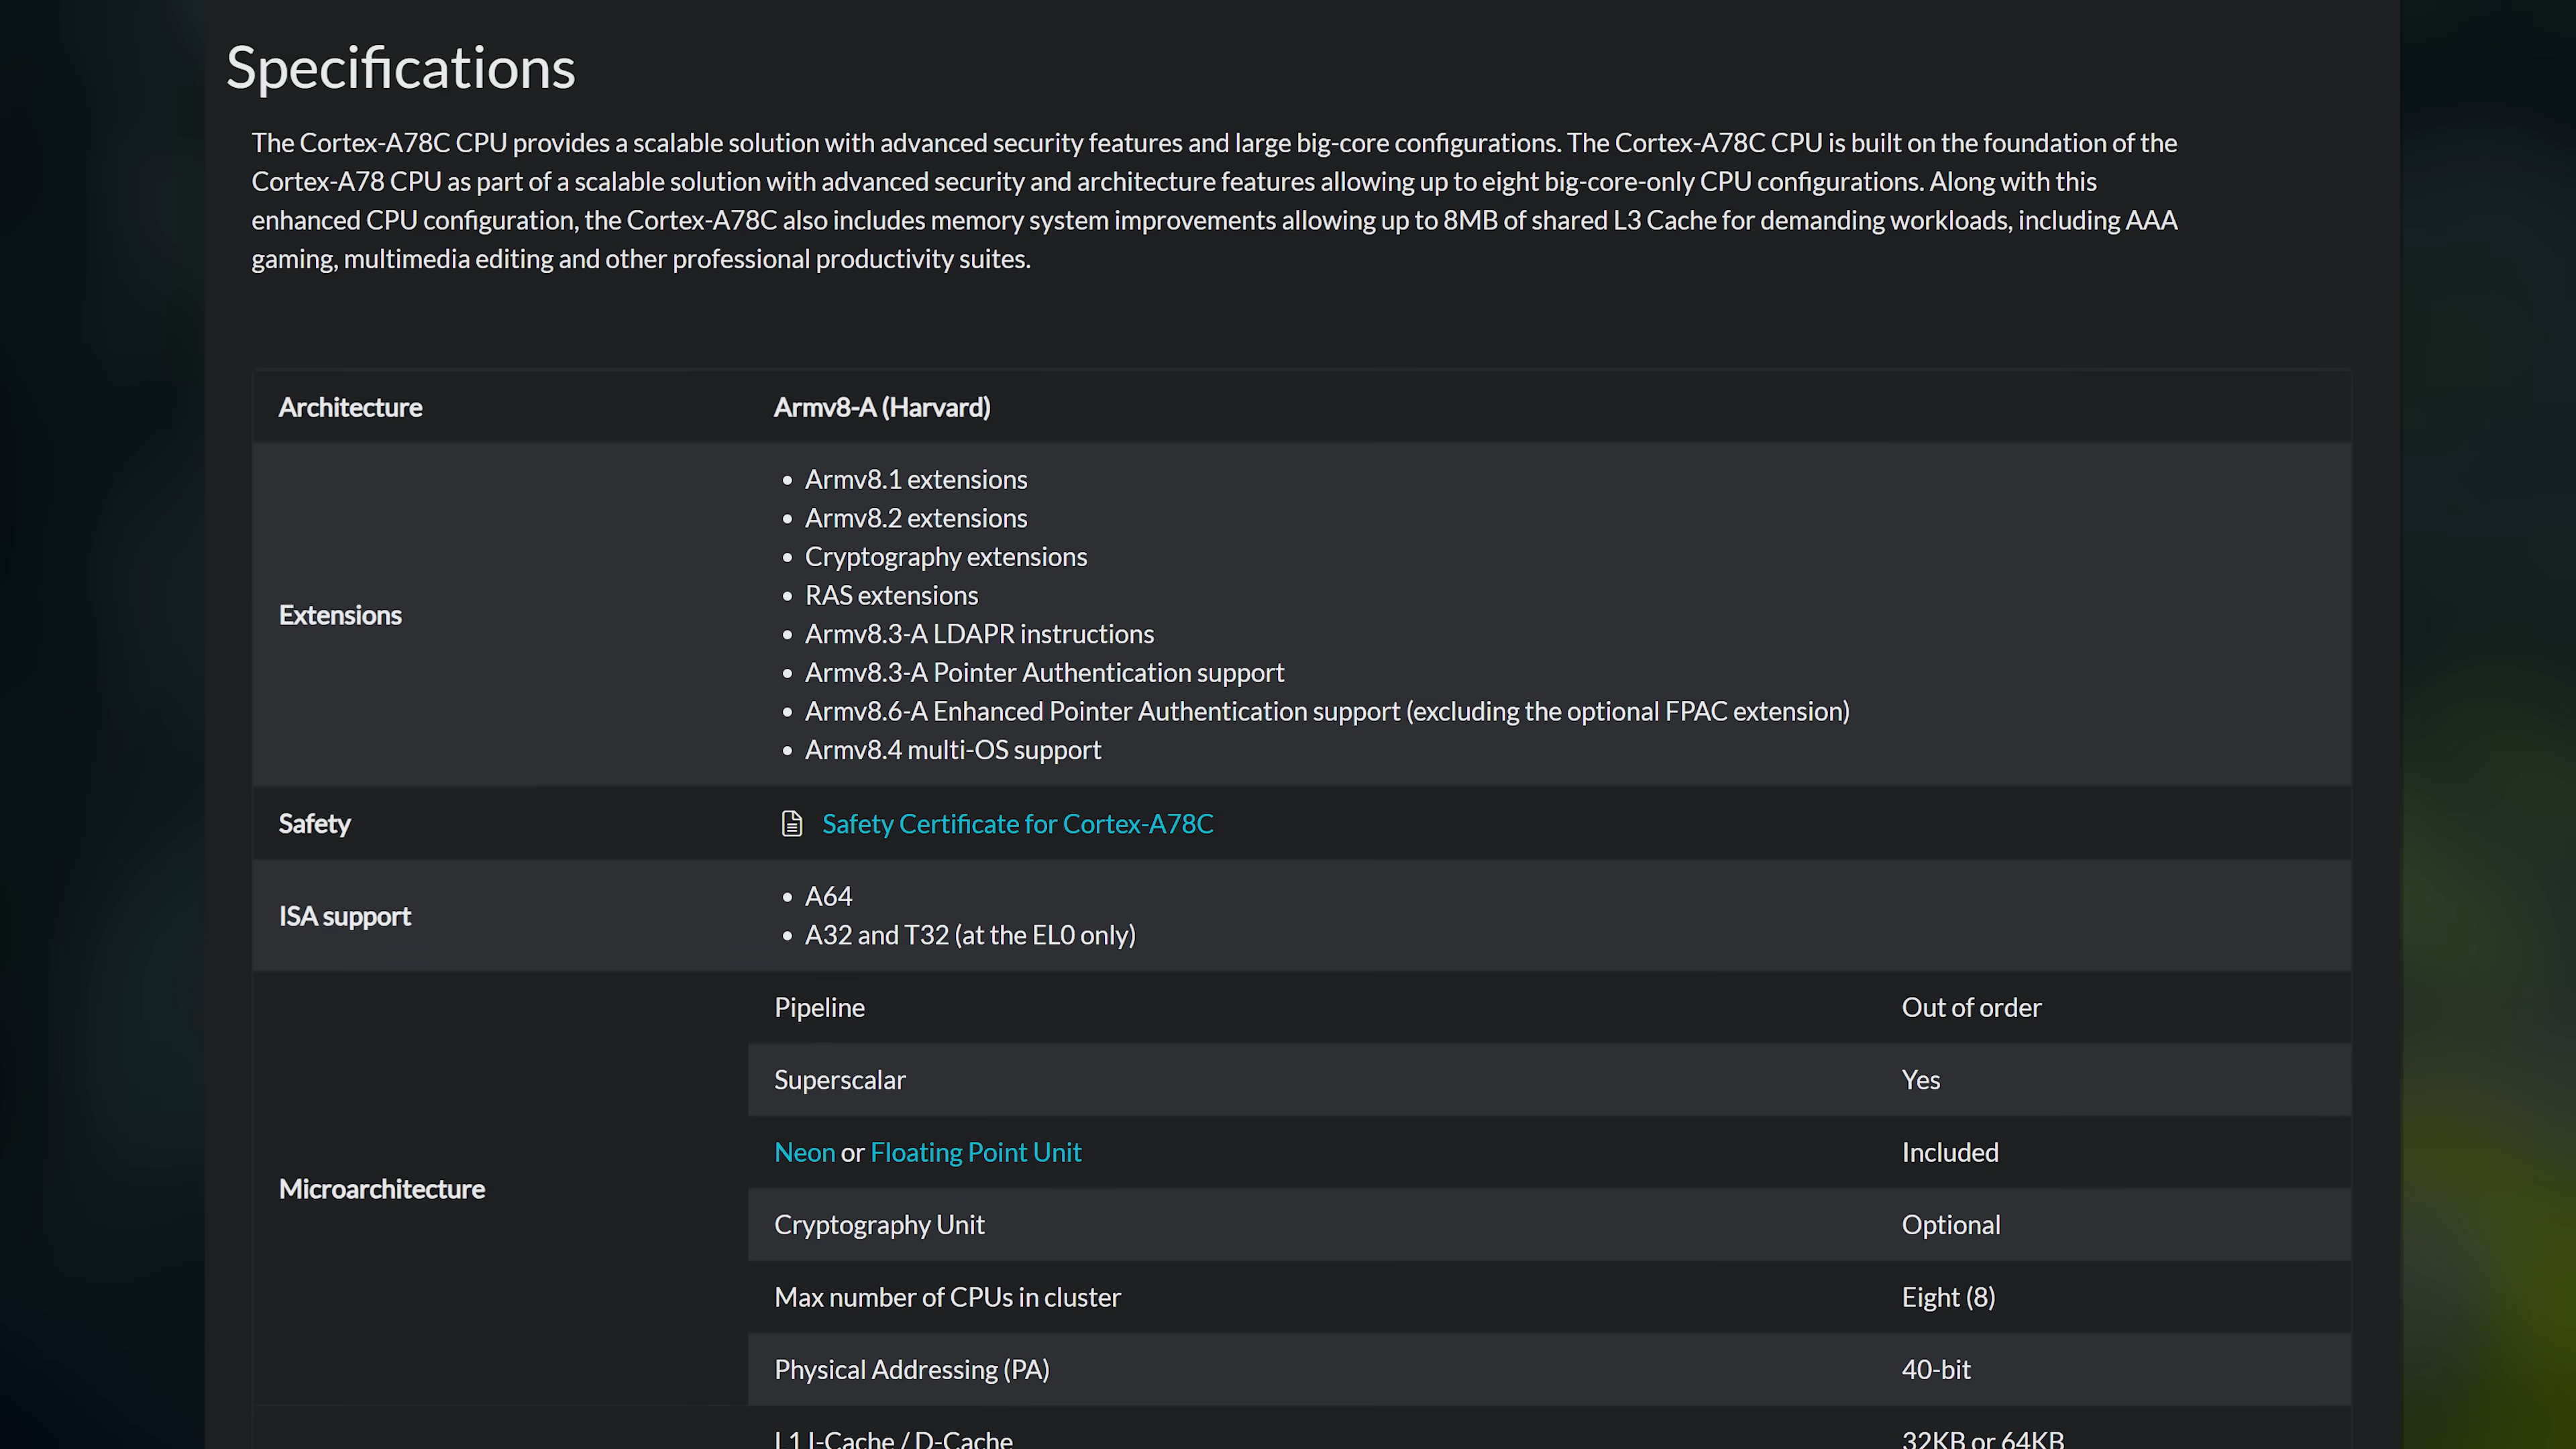 Specifications
The Cortex-A78C CPU provides a scalable solution with advanced security features and large big-core configurations. The Cortex-A78C CPU is built on the foundation of the
Cortex-A78 CPU as part of a scalable solution with advanced security and architecture features allowing up to eight big-core-only CPU configurations. Along with this
enhanced CPU configuration, the Cortex-A78C also includes memory system improvements allowing up to 8MB of shared L3 Cache for demanding workloads, including AAA
gaming, multimedia editing and other professional productivity suites.
Architecture Armv8-A (Harvard)
Extensions
• Armv8.1 extensions
• Armv8.2 extensions
• Cryptography extensions
• RAS extensions
• Armv8.3-A LDAPR instructions
• Armv8.3-A Pointer Authentication support
• Armv8.6-A Enhanced Pointer Authentication support (excluding the optional FPAC extension)
• Armv8.4 multi-OS support
Safety Safety Certificate for Cortex-A78C
ISA support
• A64
• A32 and T32 (at the EL0 only)
Microarchitecture
Pipeline Out of order
Superscalar Yes
Neon or Floating Point Unit Included
Cryptography Unit Optional
Max number of CPUs in cluster Eight (8)
Physical Addressing (PA) 40-bit
L1 I-Cache / D-Cache 32KB or 64KB